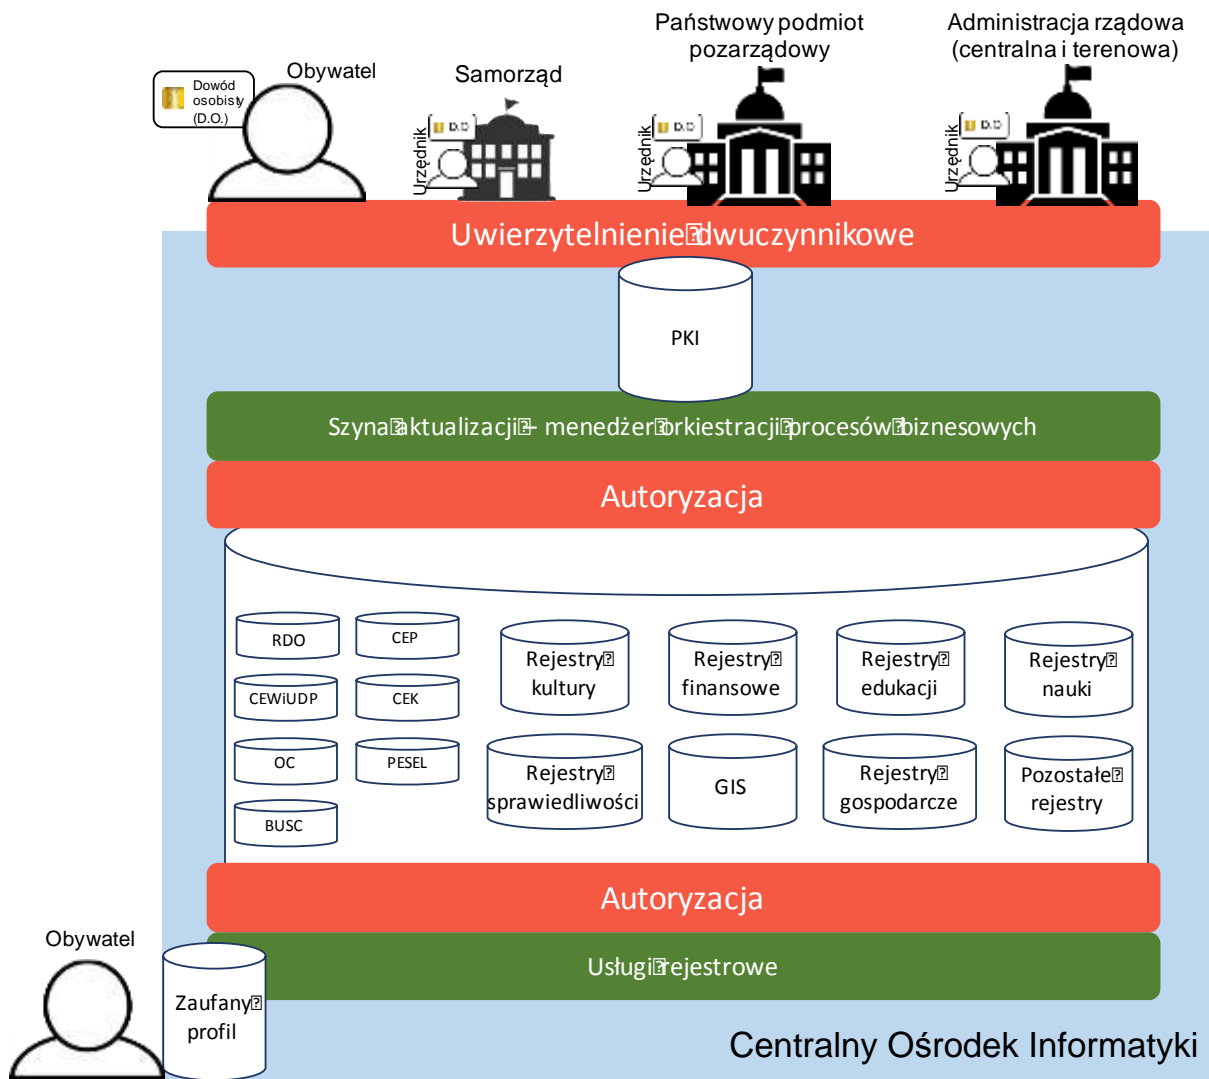 Państwowy podmiot
pozarządowy
Administracja rządowa
(centralna i terenowa)
Obywatel
Samorząd
Dowód
osobisty
(D.O.)
Urzędnik
D.O
Urzędnik
D.O
Urzędnik
D.O
Uwierzytelnienie dwuczynnikowe
PKI
Szyna aktualizacji – menedżer orkiestracji procesów biznesowych
Autoryzacja
RDO
CEP
CEWiUDP
CEK
OC
PESEL
BUSC
Rejestry
kultury
Rejestry
finansowe
Rejestry
edukacji
Rejestry
nauki
Rejestry
sprawiedliwości
GIS
Rejestry
gospodarcze
Pozostałe
rejestry
Autoryzacja
Usługi rejestrowe
Obywatel
Zaufany
profil
Centralny Ośrodek Informatyki